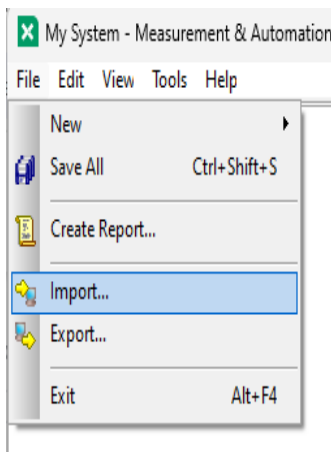 My System - Measurement & Automation
File Edit View Tools Help
New
Save All Ctrl+Shift+S
Create Report...
Import...
Export...
Exit Alt+F4